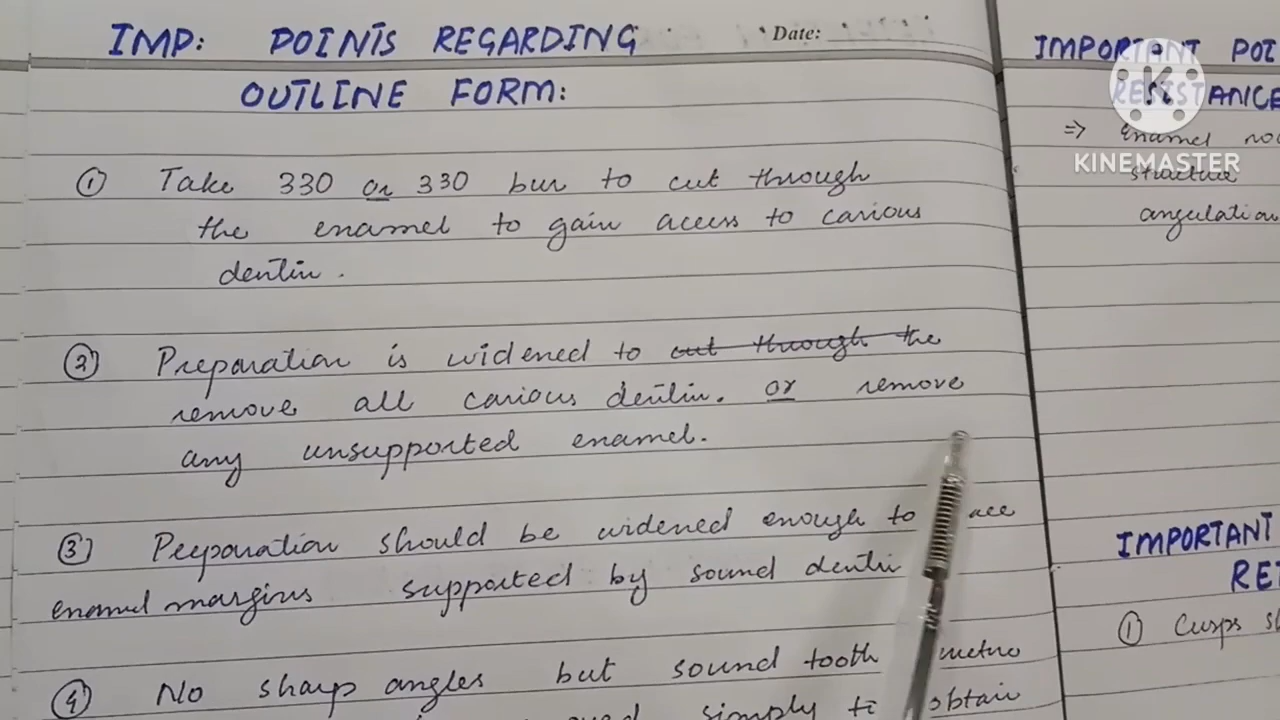 IMP: POINTS REGARDING
Date:
OUTLINE FORM:
① Take 330 or 330 bur to cut through
the enamel to gain access to carious
dentin.
② Preparation is widened to cut through the
remove all carious dentin. or remove
any unsupported enamel.
③ Preparation should be widened enough to
enamel margins supported by sound dentin
④ No sharp angles but sound tooth
simply to obtain
IMPORTANT POI
RESISTANCE
⇒ Enamel
structure
angulation
IMPORTANT
RET
① Cusps
K
KINEMASTER